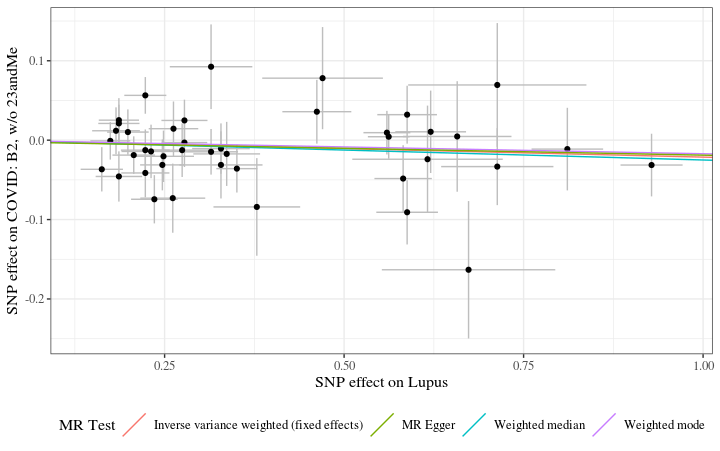 SNP effect on COVID: B2, w/o 23andMe
0.1
0.0
-0.1
-0.2
0.25
0.50
0.75
1.00
SNP effect on Lupus
MR Test
Inverse variance weighted (fixed effects)
MR Egger
Weighted median
Weighted mode